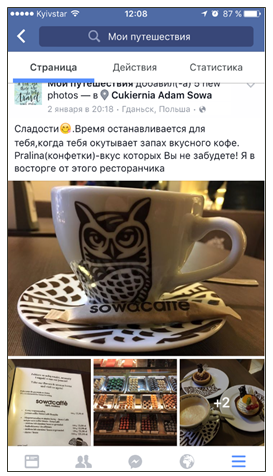 Kyivstar 12:08 87 %
Мои путешествия
Страница Действия Статистика
Мои путешествия добавил(-а) 5 new
photos — в Cukiernia Adam Sowa
2 января в 20:18 · Гданьск, Польша ·
Сладости😋.Время останавливается для
тебя,когда тебя окутывает запах вкусного кофе.
Pralina(конфетки)-вкус которых Вы не забудете! Я в
восторге от этого ресторанчика
sowacaffe
sowacaffe
+2